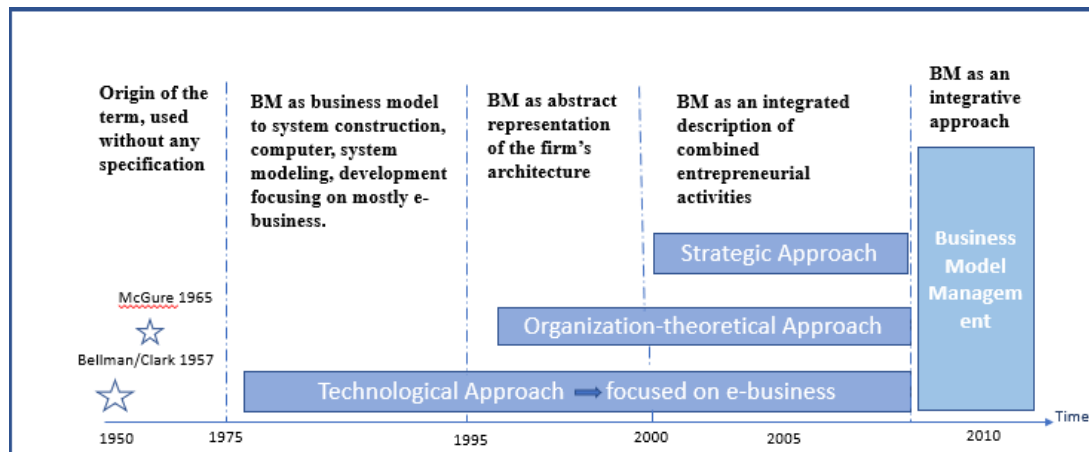 Origin of the
term, used
without any
specification
BM as business model
to system construction,
computer, system
modeling, development
focusing on mostly e-
business.
BM as abstract
representation
of the firm's
architecture
BM as an integrated
description of
combined
entrepreneurial
activities
BM as an
integrative
approach
Strategic Approach
Business
Model
Managem
ent
McGure 1965
Organization-theoretical Approach
Bellman/Clark 1957
Technological Approach focused on e-business
Time
1950 1975 1995 2000 2005 2010